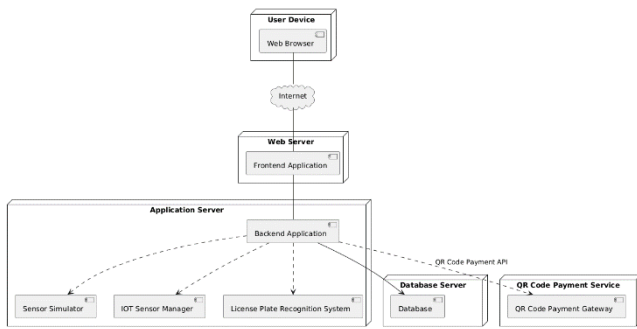 User Device
Web Browser
Internet
Web Server
Frontend Application
Application Server
Backend Application
QR Code Payment API
Database Server
QR Code Payment Service
Sensor Simulator
IOT Sensor Manager
License Plate Recognition System
Database
QR Code Payment Gateway